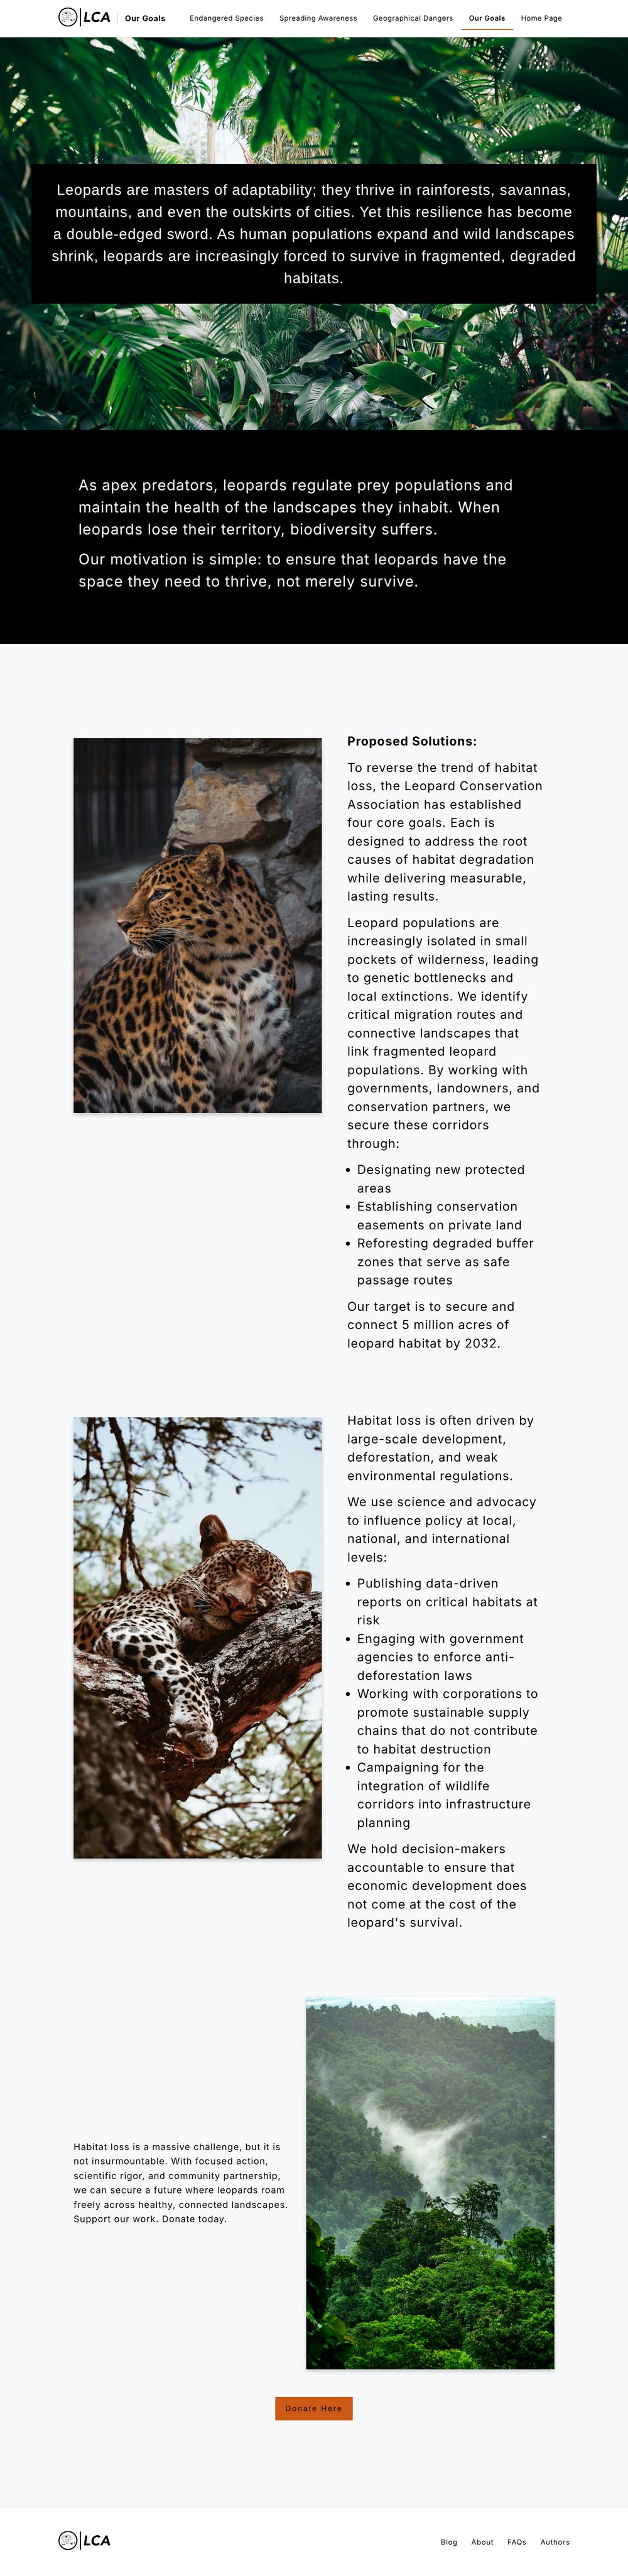 LCA
Our Goals
Endangered Species
Spreading Awareness
Geographical Dangers
Our Goals
Home Page
Leopards are masters of adaptability; they thrive in rainforests, savannas,
mountains, and even the outskirts of cities. Yet this resilience has become
a double-edged sword. As human populations expand and wild landscapes
shrink, leopards are increasingly forced to survive in fragmented, degraded
habitats.
As apex predators, leopards regulate prey populations and
maintain the health of the landscapes they inhabit. When
leopards lose their territory, biodiversity suffers.
Our motivation is simple: to ensure that leopards have the
space they need to thrive, not merely survive.
Proposed Solutions:
To reverse the trend of habitat
loss, the Leopard Conservation
Association has established
four core goals. Each is
designed to address the root
causes of habitat degradation
while delivering measurable,
lasting results.
Leopard populations are
increasingly isolated in small
pockets of wilderness, leading
to genetic bottlenecks and
local extinctions. We identify
critical migration routes and
connective landscapes that
link fragmented leopard
populations. By working with
governments, landowners, and
conservation partners, we
secure these corridors
through:
• Designating new protected
areas
• Establishing conservation
easements on private land
• Reforesting degraded buffer
zones that serve as safe
passage routes
Our target is to secure and
connect 5 million acres of
leopard habitat by 2032.
Habitat loss is often driven by
large-scale development,
deforestation, and weak
environmental regulations.
We use science and advocacy
to influence policy at local,
national, and international
levels:
• Publishing data-driven
reports on critical habitats at
risk
• Engaging with government
agencies to enforce anti-
deforestation laws
• Working with corporations to
promote sustainable supply
chains that do not contribute
to habitat destruction
• Campaigning for the
integration of wildlife
corridors into infrastructure
planning
We hold decision-makers
accountable to ensure that
economic development does
not come at the cost of the
leopard's survival.
Habitat loss is a massive challenge, but it is
not insurmountable. With focused action,
scientific rigor, and community partnership,
we can secure a future where leopards roam
freely across healthy, connected landscapes.
Support our work. Donate today.
Donate Here
LCA
Blog
About
FAQs
Authors